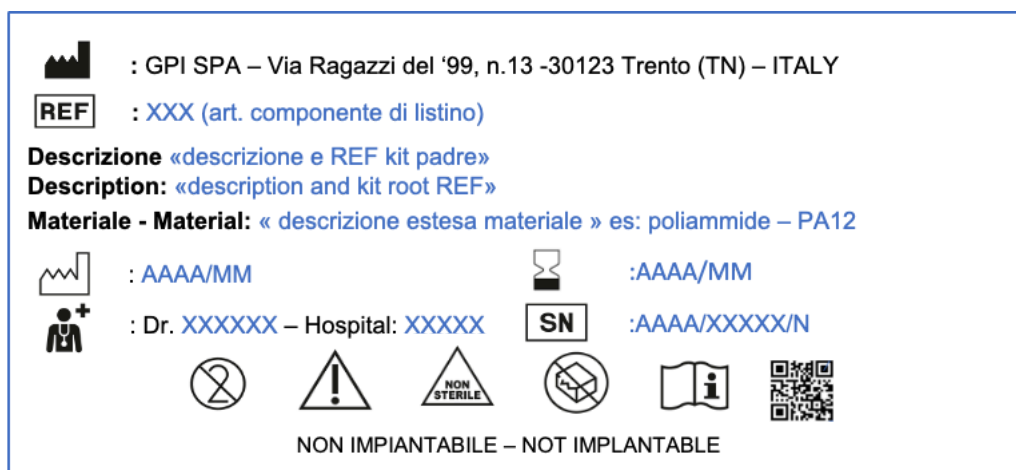 : GPI SPA – Via Ragazzi del ‘99, n.13 -30123 Trento (TN) – ITALY
REF : XXX (art. componente di listino)
Descrizione «descrizione e REF kit padre»
Description: «description and kit root REF»
Materiale - Material: « descrizione estesa materiale » es: poliammide – PA12
: AAAA/MM :AAAA/MM
: Dr. XXXXXX – Hospital: XXXXX SN :AAAA/XXXXX/N
2 NON STERILE
NON IMPIANTABILE – NOT IMPLANTABLE